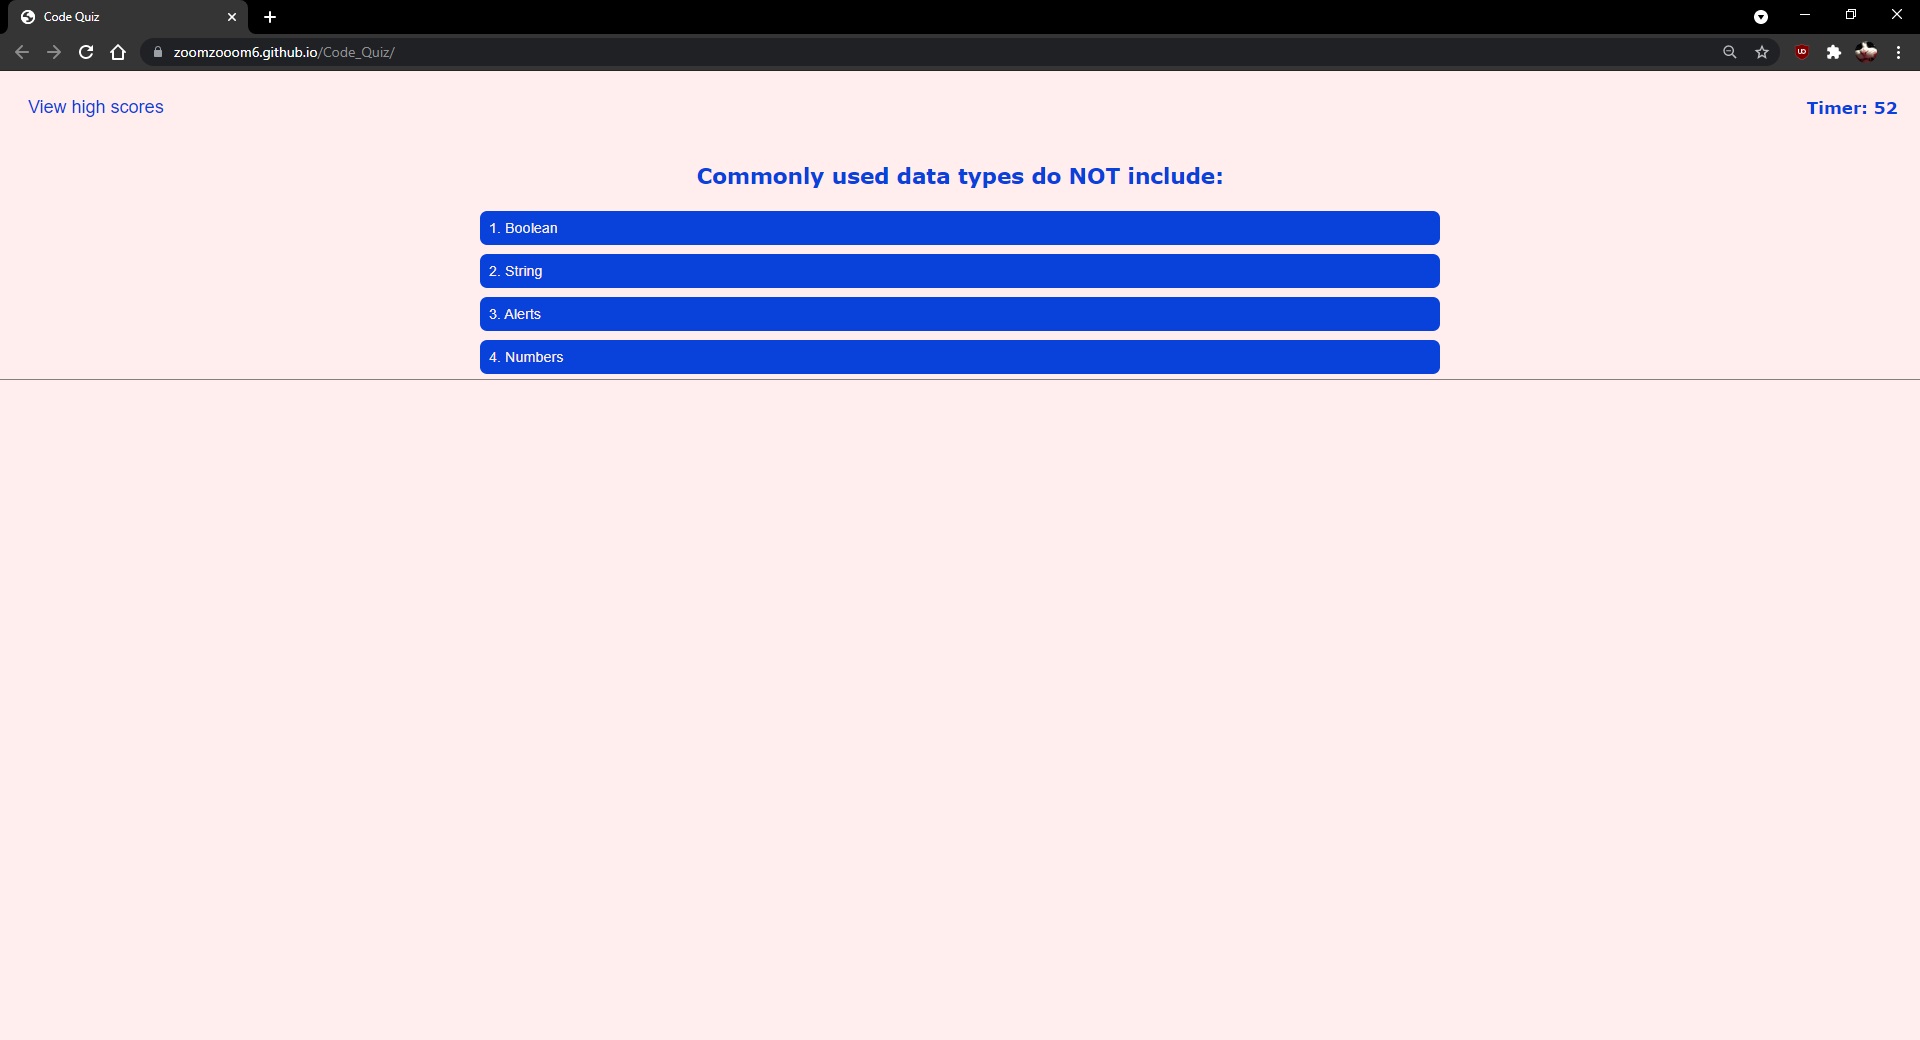 Code Quiz
zoomzooom6.github.io/Code_Quiz/
View high scores
Timer: 52
Commonly used data types do NOT include:
1. Boolean
2. String
3. Alerts
4. Numbers